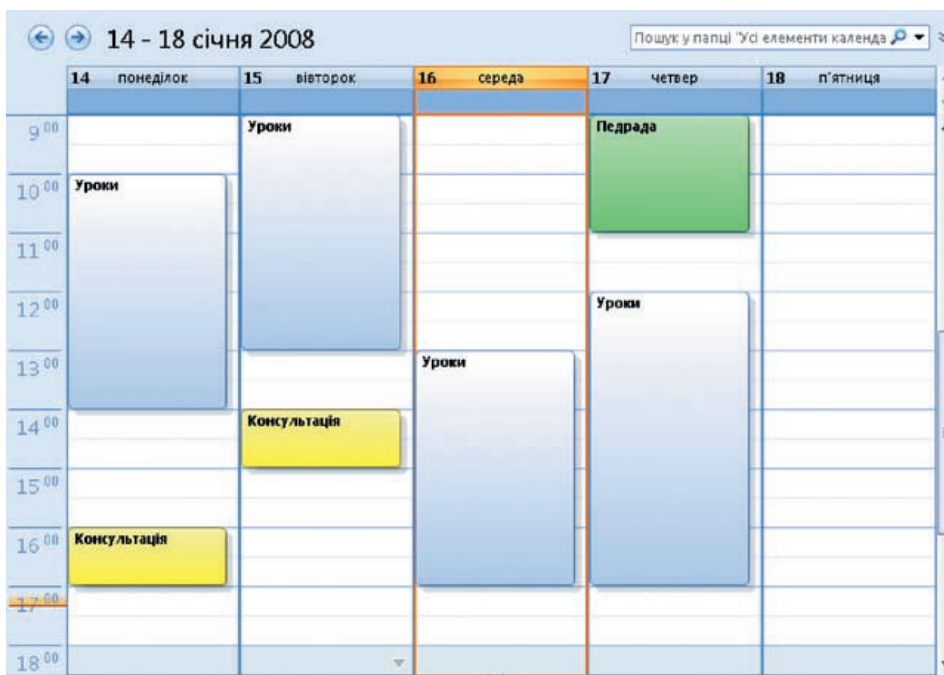 14 - 18 січня 2008
Пошук у папці "Усі елементи календа
14 понеділок 15 вівторок 16 середа 17 четвер 18 п'ятниця
9 00
Уроки
Педрада
10 00
Уроки
11 00
12 00
Уроки
13 00
Уроки
14 00
Консультація
15 00
16 00
Консультація
17 00
18 00